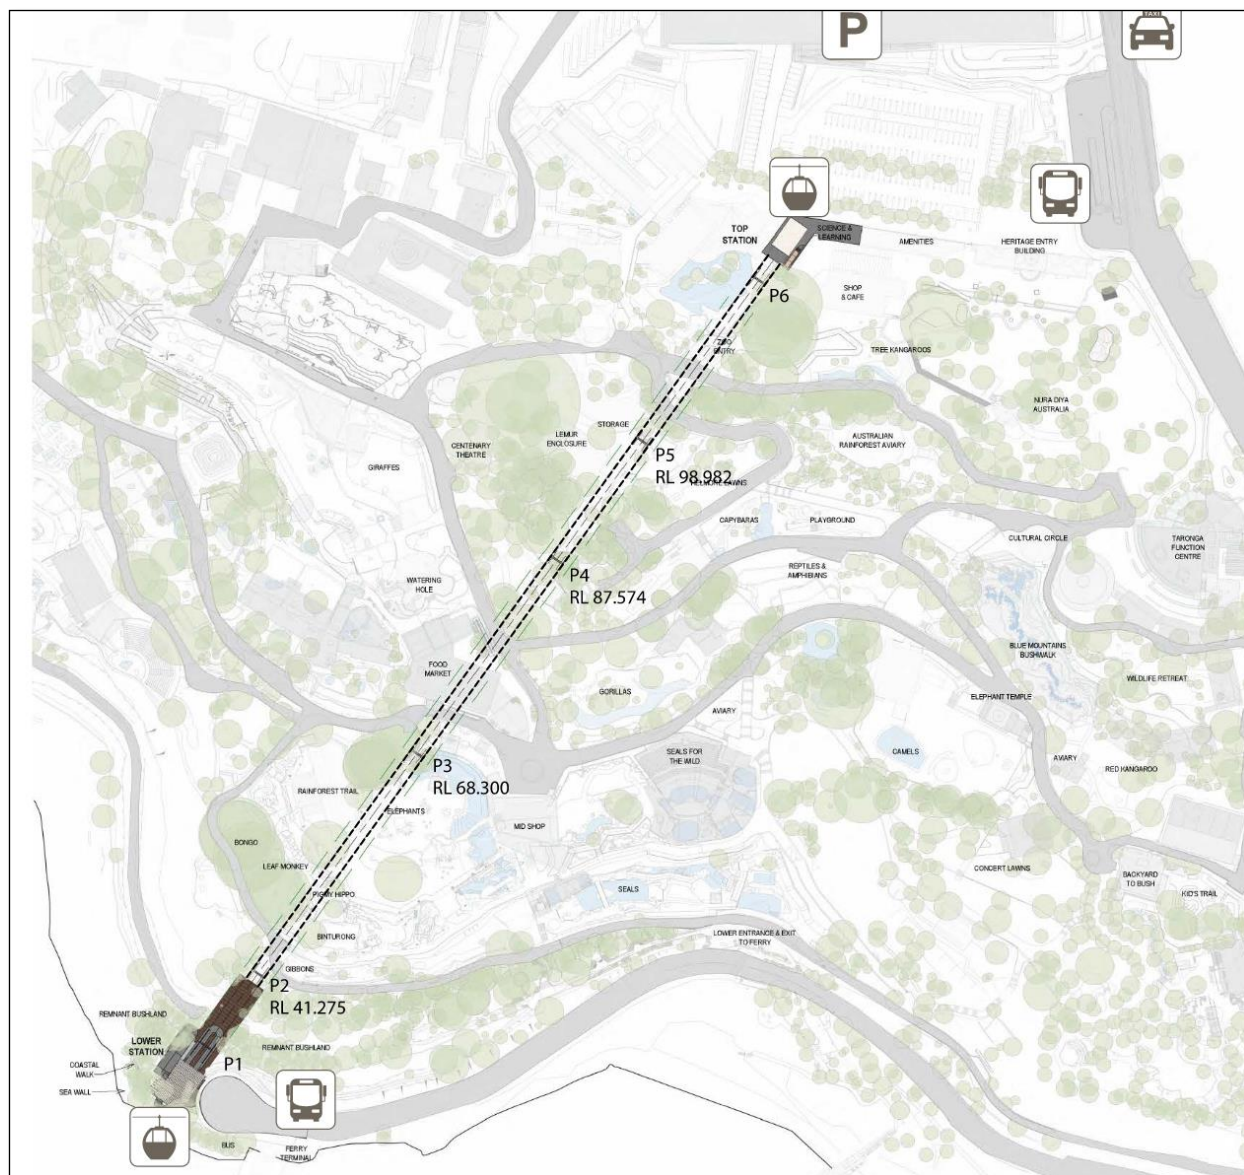 P
TAXI
TOP
STATION
SCIENCE &
LEARNING
AMENITIES
HERITAGE ENTRY
BUILDING
P6
SHOP
& CAFE
ZOO
ENTRY
TREE KANGAROOS
NURA DIYA
AUSTRALIA
STORAGE
LEMUR
ENCLOSURE
CENTENARY
THEATRE
GIRAFFES
P5
RL 98.982
AUSTRALIAN
RAINFOREST AVIARY
LAWNS
CAPYBARAS
PLAYGROUND
CULTURAL CIRCLE
TARONGA
FUNCTION
CENTRE
P4
RL 87.574
REPTILES &
AMPHIBIANS
WATERING
HOLE
BLUE MOUNTAINS
BUSHWALK
FOOD
MARKET
GORILLAS
WILDLIFE RETREAT
ELEPHANT TEMPLE
AVIARY
SEALS FOR
THE WILD
CAMELS
AVIARY
RED KANGAROO
P3
RL 68.300
RAINFOREST TRAIL
ELEPHANTS
MID SHOP
BONGO
LEAF MONKEY
CONCERT LAWNS
BACKYARD
TO BUSH
KID'S TRAIL
PIGMY HIPPO
SEALS
BINTURONG
LOWER ENTRANCE & EXIT
TO FERRY
GIBBONS
P2
RL 41.275
REMNANT BUSHLAND
LOWER
STATION
REMNANT BUSHLAND
P1
COASTAL
WALK
SEA WALL
BUS
FERRY
TERMINAL